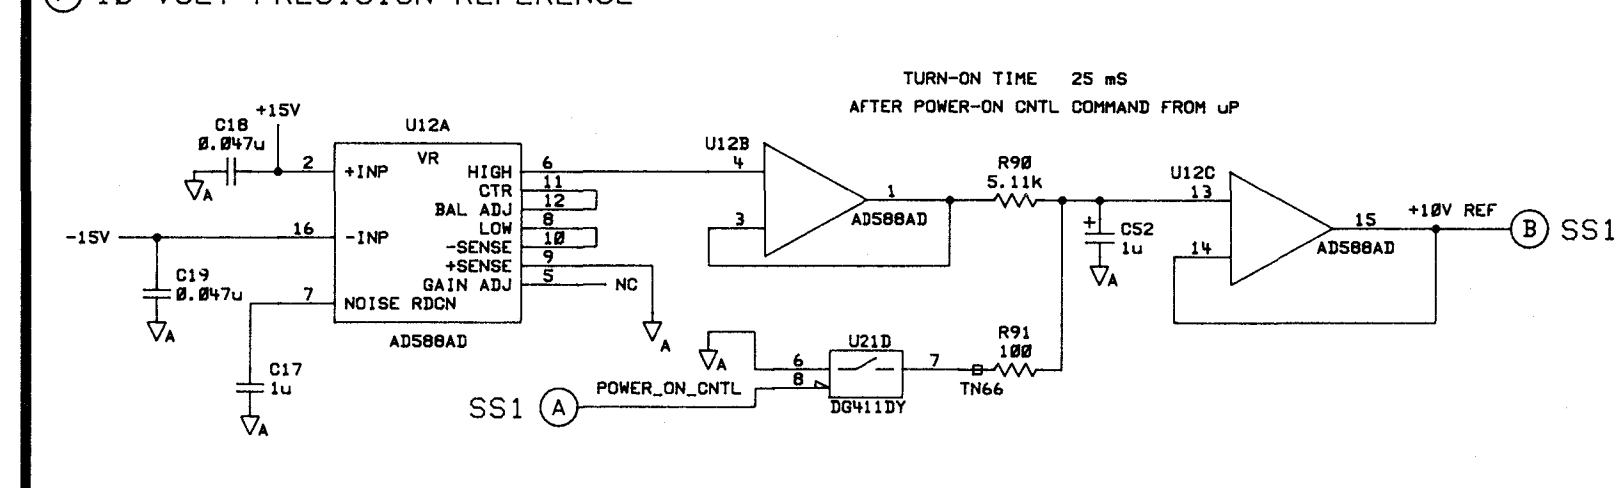 10 VOLT PRECISION REFERENCE
TURN-ON TIME 25 mS
AFTER POWER-ON CNTL COMMAND FROM uP
+15V
C18
0.047u
2
-15V
16
C19
0.047u
7
C17
1u
A
A
A
U12A
VR
+INP
-INP
NOISE RDCN
HIGH
CTR
BAL ADJ
LOW
-SENSE
+SENSE
GAIN ADJ
AD588AD
6
11
12
8
10
9
5
NC
A
U12B
4
3
1
AD588AD
R90
5.11k
+
C52
1u
A
U12C
13
14
15
AD588AD
+10V REF
B SS1
A
6
8
U21D
DG411DY
7
TN66
R91
100
POWER_ON_CNTL
SS1 A